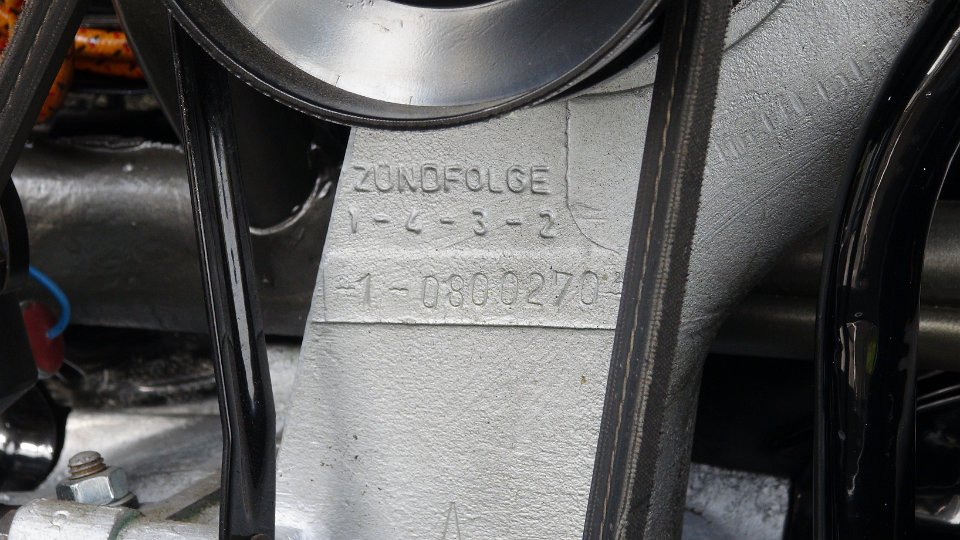 ZÜNDFOLGE
1-4-3-2
-1-0800270-
A